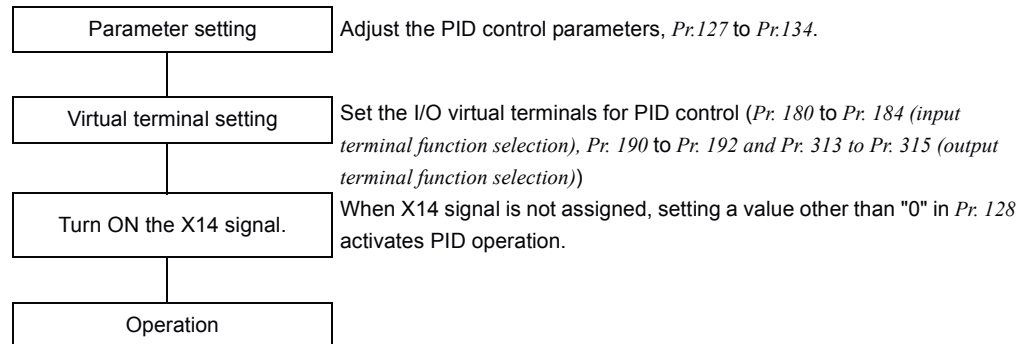 Parameter setting
Adjust the PID control parameters, Pr.127 to Pr.134.
Virtual terminal setting
Set the I/O virtual terminals for PID control (Pr. 180 to Pr. 184 (input
terminal function selection), Pr. 190 to Pr. 192 and Pr. 313 to Pr. 315 (output
terminal function selection))
Turn ON the X14 signal.
When X14 signal is not assigned, setting a value other than "0" in Pr. 128
activates PID operation.
Operation